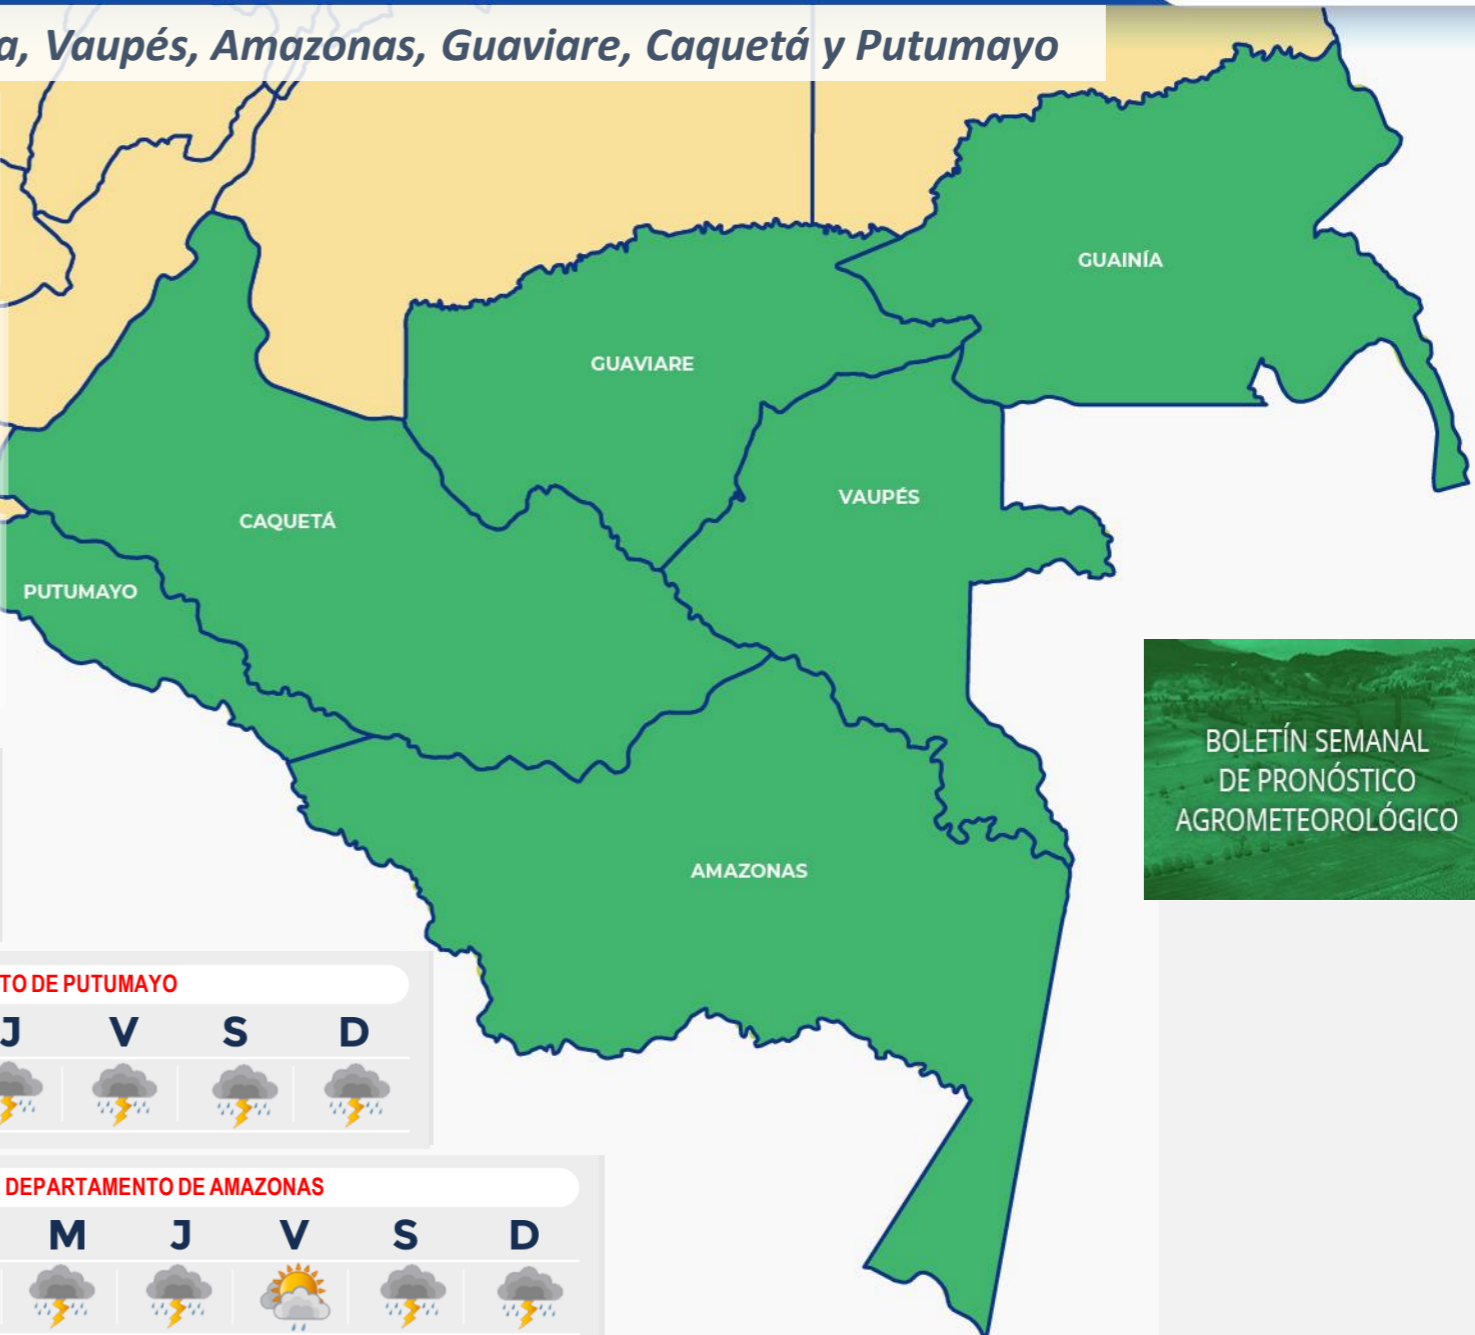 a, Vaupés, Amazonas, Guaviare, Caquetá y Putumayo
GUAINÍA
GUAVIARE
VAUPÉS
CAQUETÁ
PUTUMAYO
BOLETÍN SEMANAL
DE PRONÓSTICO
AGROMETEOROLÓGICO
AMAZONAS
TO DE PUTUMAYO
J V S D
DEPARTAMENTO DE AMAZONAS
M J V S D